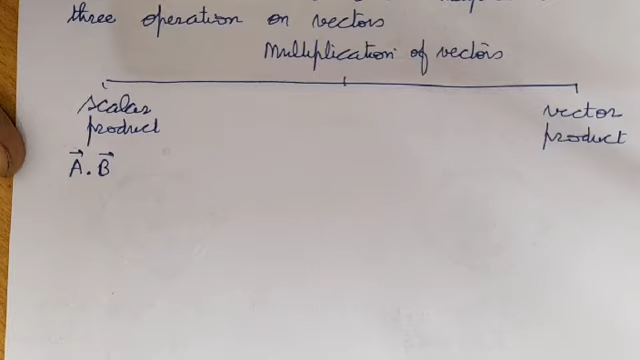 three operation on vectors
Multiplication of vectors
scalar
product
vector
product
A⃗ . B⃗